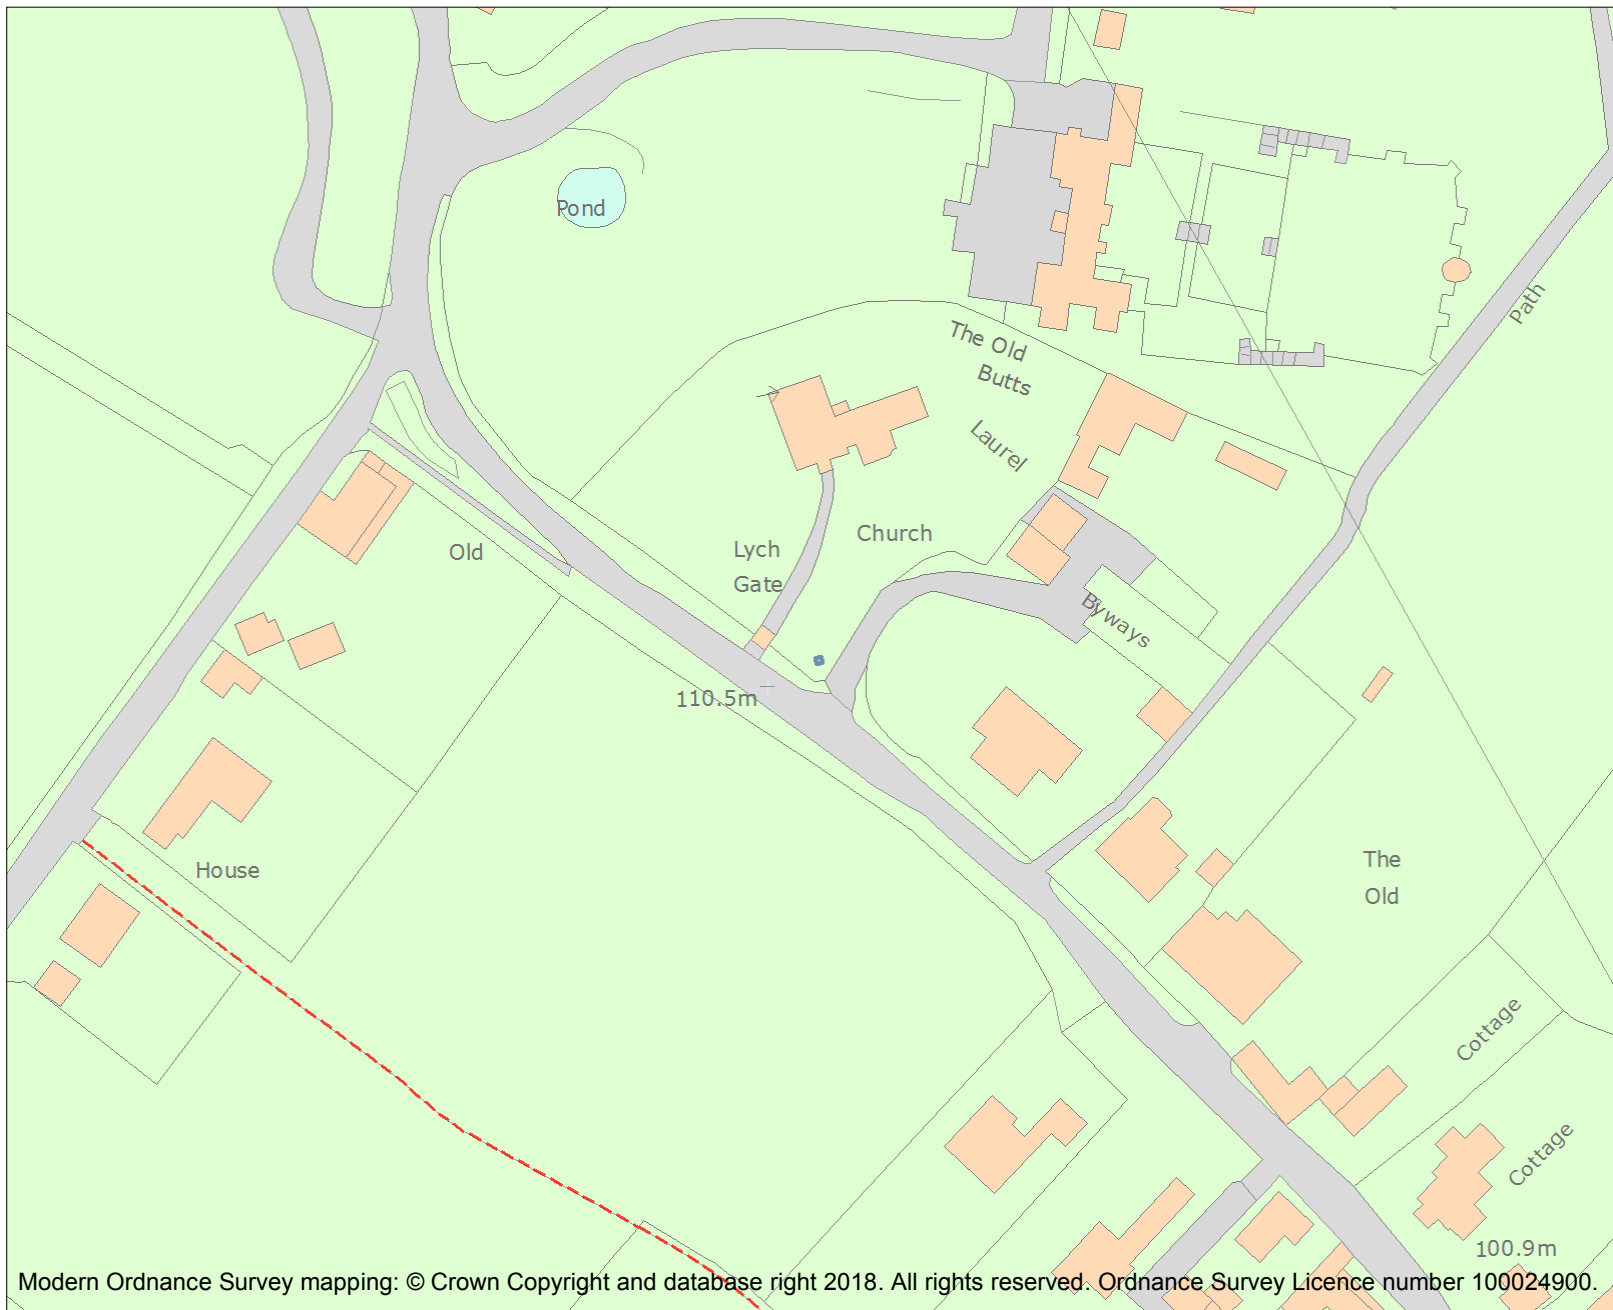 Pond
Path
The Old
Butts
Laurel
Church
Lych
Gate
Old
Byways
110.5m
House
The
Old
Cottage
Cottage
100.9m
Modern Ordnance Survey mapping: © Crown Copyright and database right 2018. All rights reserved. Ordnance Survey Licence number 100024900.